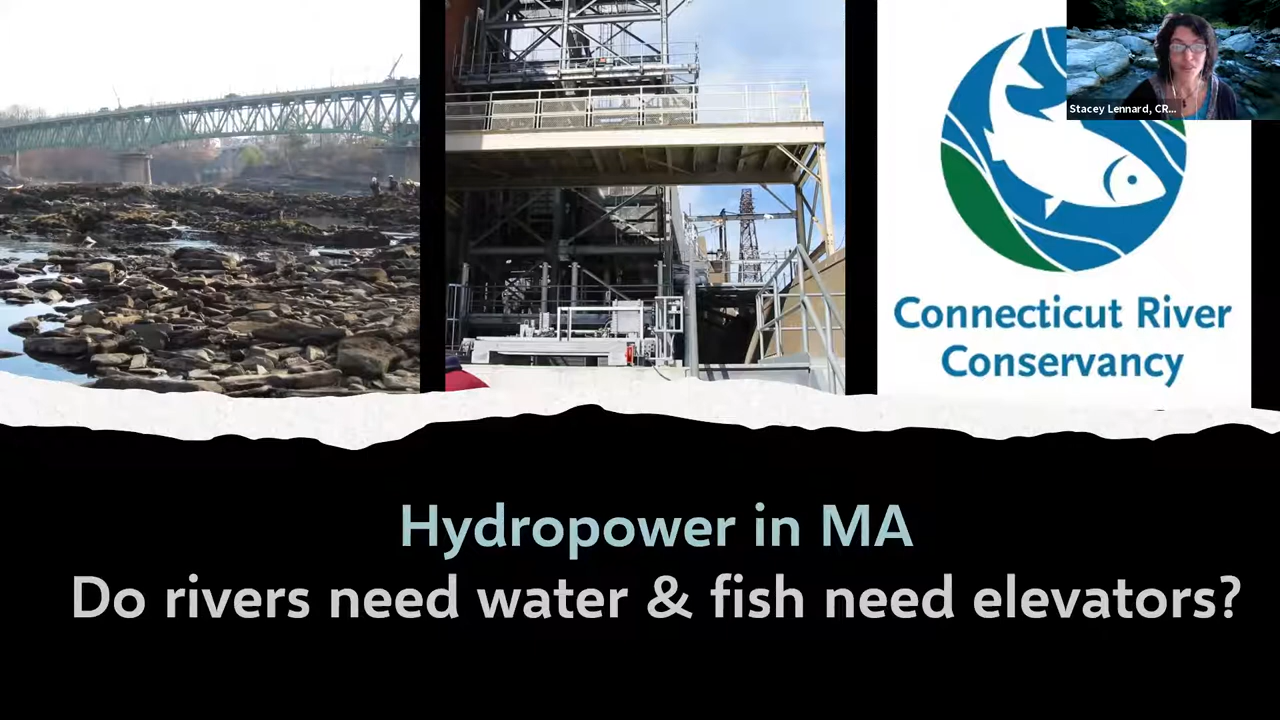 Stacey Lennard, CR...
Connecticut River
Conservancy
Hydropower in MA
Do rivers need water & fish need elevators?